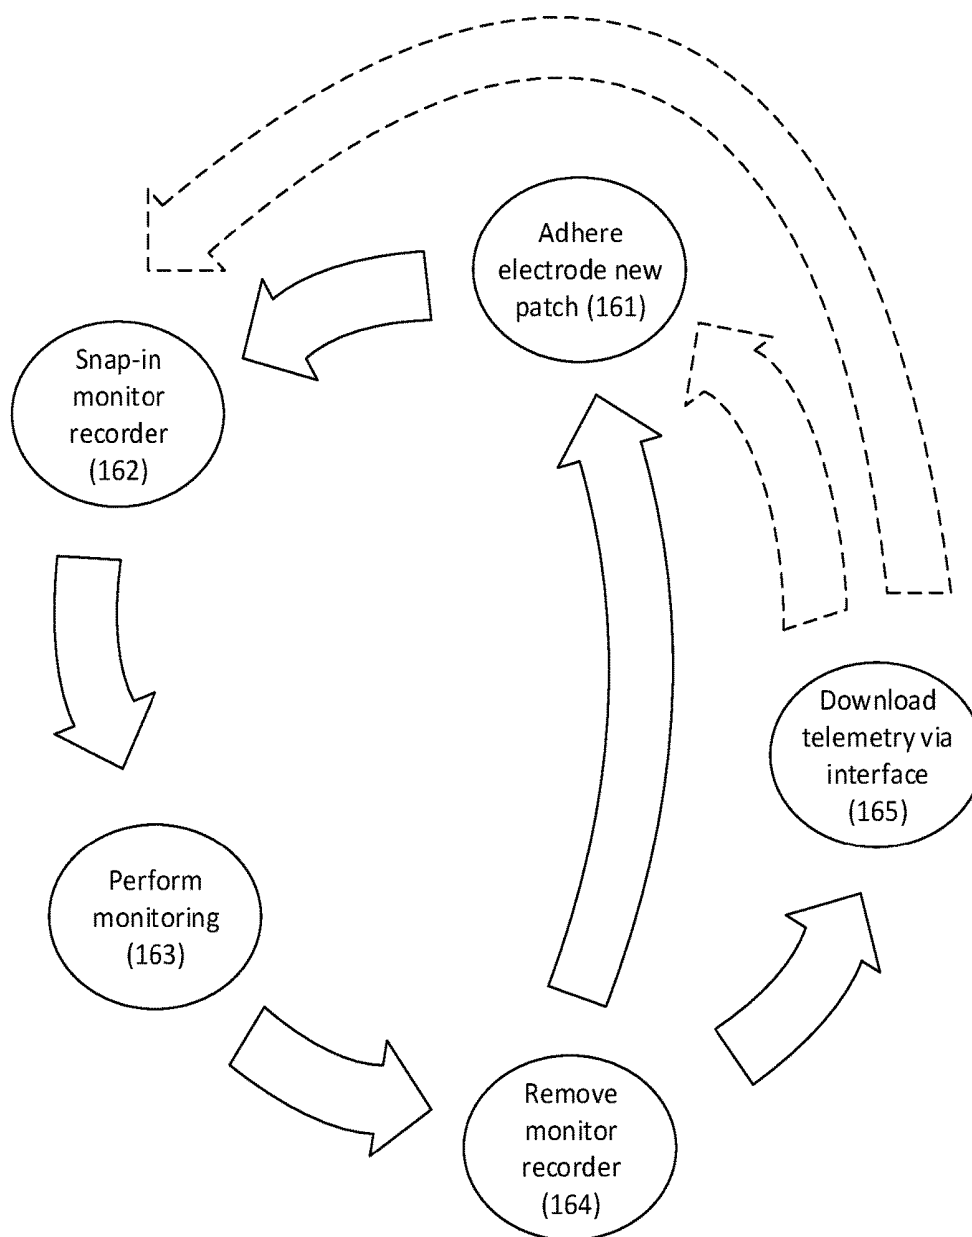 Adhere
electrode new
patch (161)
Snap-in
monitor
recorder
(162)
Perform
monitoring
(163)
Remove
monitor
recorder
(164)
Download
telemetry via
interface
(165)